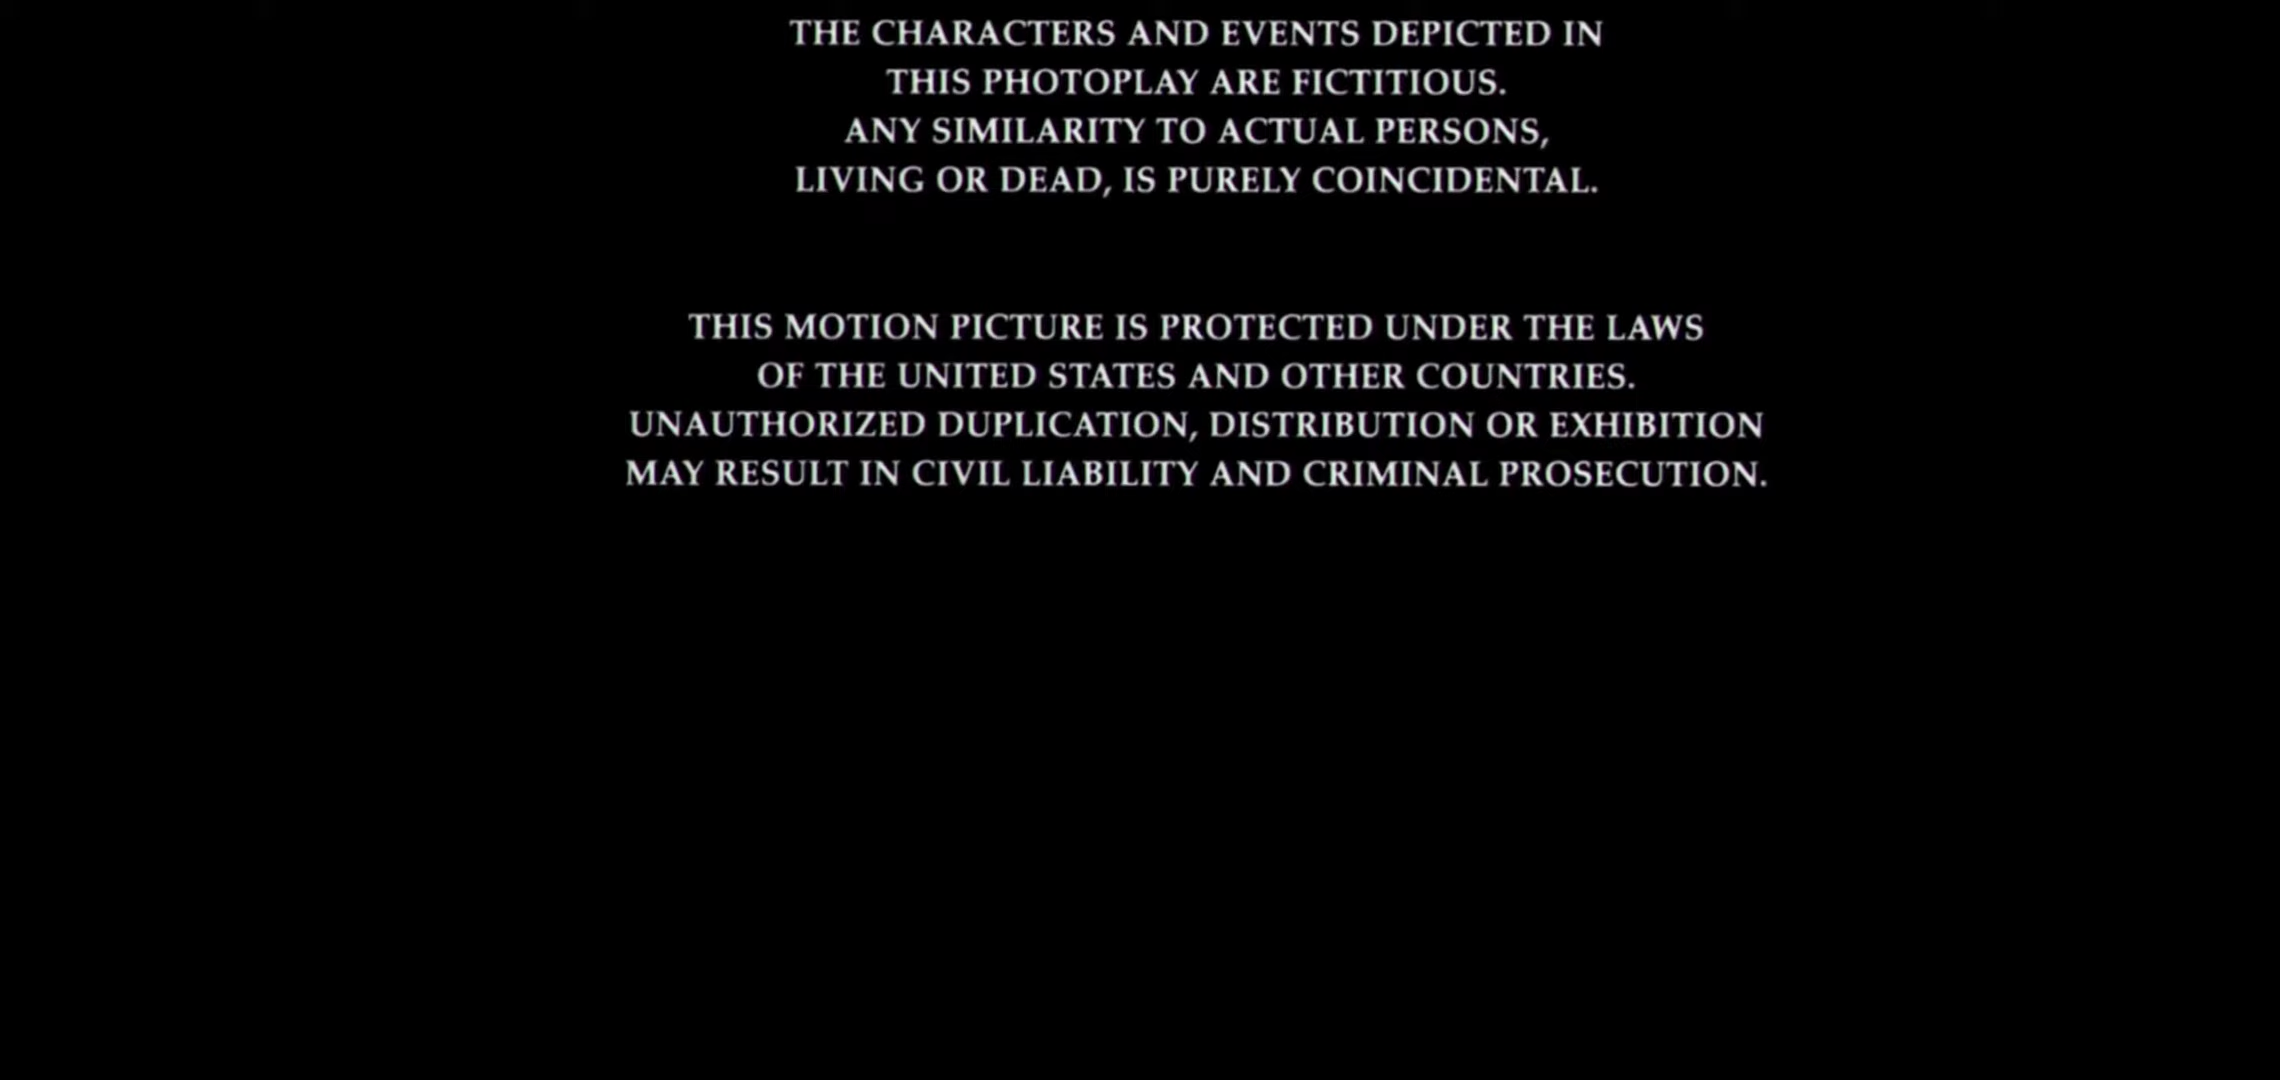 THE CHARACTERS AND EVENTS DEPICTED IN
THIS PHOTOPLAY ARE FICTITIOUS.
ANY SIMILARITY TO ACTUAL PERSONS,
LIVING OR DEAD, IS PURELY COINCIDENTAL.
THIS MOTION PICTURE IS PROTECTED UNDER THE LAWS
OF THE UNITED STATES AND OTHER COUNTRIES.
UNAUTHORIZED DUPLICATION, DISTRIBUTION OR EXHIBITION
MAY RESULT IN CIVIL LIABILITY AND CRIMINAL PROSECUTION.